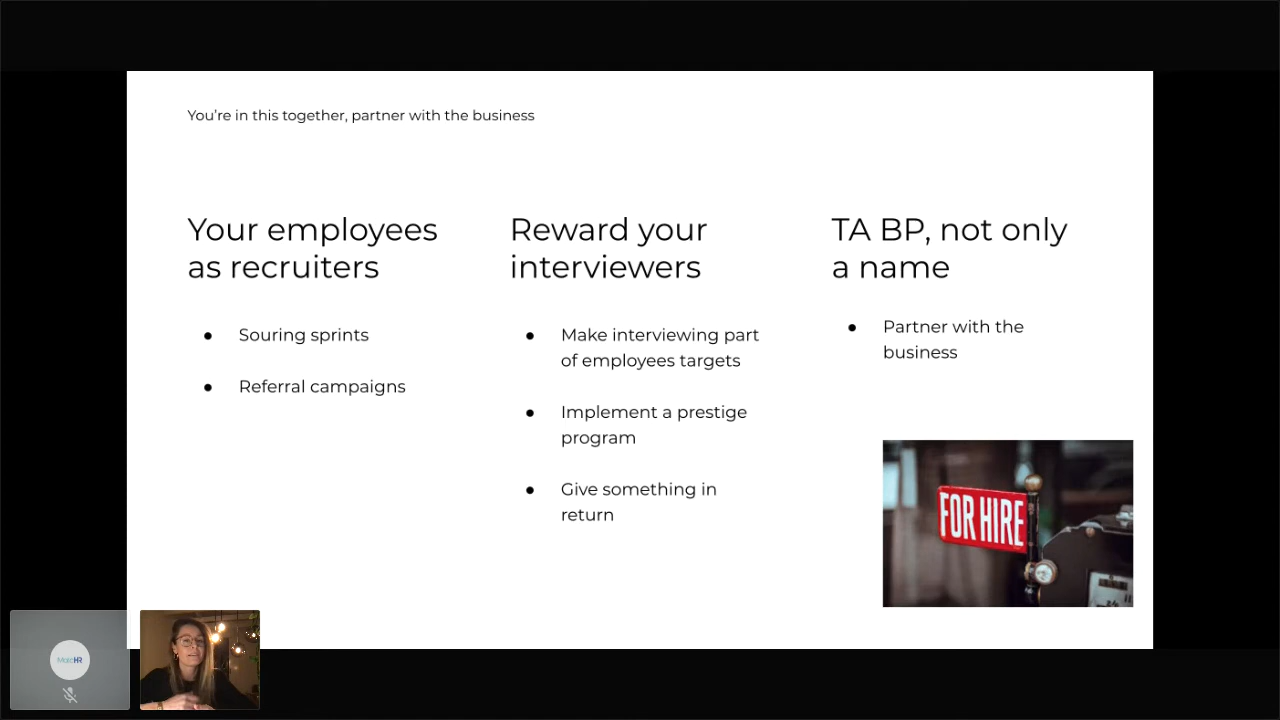 You're in this together, partner with the business
Your employees
as recruiters
● Souring sprints
● Referral campaigns
Reward your
interviewers
● Make interviewing part
of employees targets
● Implement a prestige
program
● Give something in
return
TA BP, not only
a name
● Partner with the
business
FOR HIRE